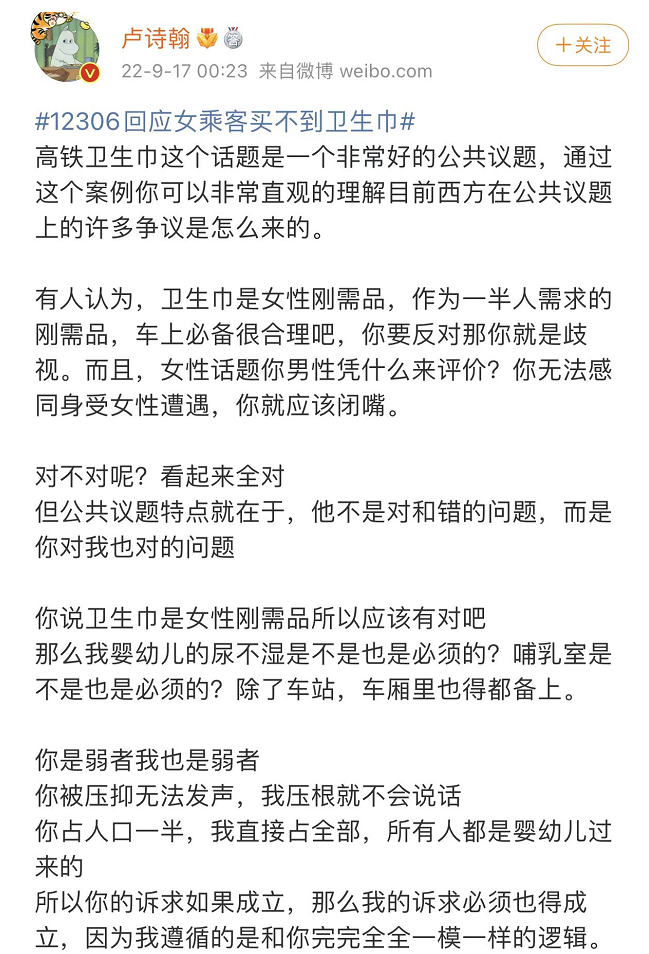 卢诗翰
22-9-17 00:23 来自微博 weibo.com
+关注
#12306回应女乘客买不到卫生巾#
高铁卫生巾这个话题是一个非常好的公共议题，通过
这个案例你可以非常直观的理解目前西方在公共议题
上的许多争议是怎么来的。
有人认为，卫生巾是女性刚需品，作为一半人需求的
刚需品，车上必备很合理吧，你要反对那你就是歧
视。而且，女性话题你男性凭什么来评价？你无法感
同身受女性遭遇，你就应该闭嘴。
对不对呢？看起来全对
但公共议题特点就在于，他不是对和错的问题，而是
你对我也对的问题
你说卫生巾是女性刚需品所以应该有对吧
那么我婴幼儿的尿不湿是不是也是必须的？哺乳室是
不是也是必须的？除了车站，车厢里也得都备上。
你是弱者我也是弱者
你被压抑无法发声，我压根就不会说话
你占人口一半，我直接占全部，所有人都是婴幼儿过
来的
所以你的诉求如果成立，那么我的诉求必须也得成
立，因为我遵循的是和你完完全全一模一样的逻辑。